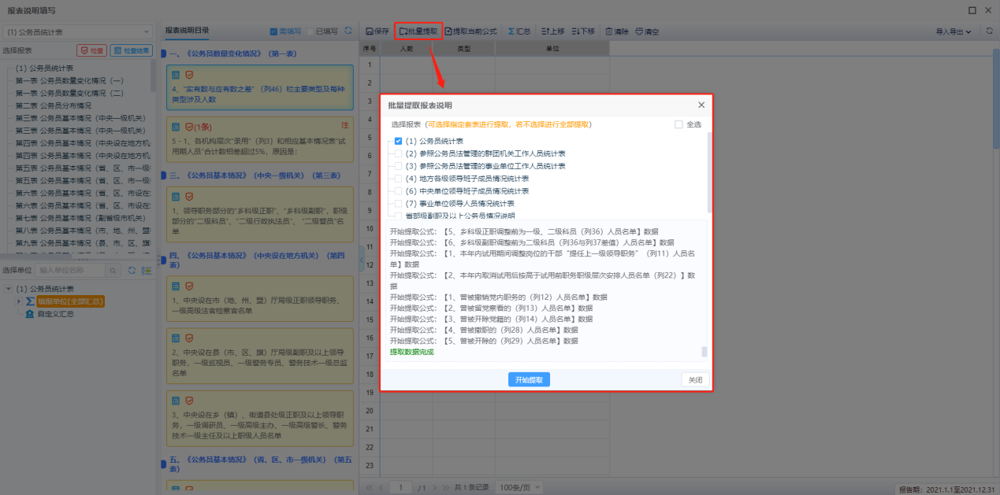 报表说明填写
(1) 公务员统计表
选择报表 检查 检查结果
(1) 公务员统计表
第一表 公务员数量变化情况（一）
第一表 公务员数量变化情况（二）
第二表 公务员分布情况
第三表 公务员基本情况（中央一级机关）
第三表 公务员基本情况（中央一级机关）
第四表 公务员基本情况（中央设在地方机
第四表 公务员基本情况（中央设在地方机
第五表 公务员基本情况（省、区、市一级
第五表 公务员基本情况（省、区、市一级
第六表 公务员基本情况（省、区、市设在
第六表 公务员基本情况（省、区、市设在
第七表 公务员基本情况（副省级市机关）
第八表 公务员基本情况（市、地、州、盟
第九表 公务员基本情况（县、市、区、旗
选择单位 输入单位名称
(1) 公务员统计表
填报单位(全部汇总)
自定义汇总
报表说明目录 需填写 已填写
一、《公务员数量变化情况》（第一表）
4、“实有数与应有数之差”（列46）栏主要类型及每种
类型涉及人数
(1条) 注
5－1、各机构层次“录用”（列3）和相应基本情况表“试
用期人员”合计数相差超过5%，原因是：
三、《公务员基本情况》（中央一级机关）（第三表）
1、领导职务部分的“乡科级正职”、“乡科级副职”，职级
部分的“二级科员”、“二级行政执法员”、“二级警员”名
单
四、《公务员基本情况》（中央设在地方机关）（第四
表）
1、中央设在市（地、州、盟）厅局级正职领导职务、
一级高级法官检察官名单
2、中央设在县（市、区、旗）厅局级副职及以上领导
职务，一级巡视员、一级警务专员、警务技术一级总监
名单
3、中央设在乡（镇）、街道县处级正职及以上领导职
务，一级调研员、一级高级主办、一级高级警长、警务
技术一级主任及以上职级人员名单
五、《公务员基本情况》（省、区、市一级机关）（第五
表）
保存 批量提取 提取当前公式 汇总 上移 下移 清除 清空 导入导出
序号 人数 类型 单位
1
2
3
4
5
6
7
8
9
10
11
12
13
14
15
16
17
18
19
20
21
22
23
批量提取报表说明
选择报表（可选择指定套表进行提取，若不选择进行全部提取） 全选
(1) 公务员统计表
(2) 参照公务员法管理的群团机关工作人员统计表
(3) 参照公务员法管理的事业单位工作人员统计表
(4) 地方各级领导班子成员情况统计表
(6) 中央单位领导班子成员情况统计表
(7) 事业单位领导人员情况统计表
省部级副职及以上公务员情况说明
开始提取公式：【5、乡科级正职调整前为一级、二级科员（列36）人员名单】数据
开始提取公式：【6、乡科级副职调整前为二级科员（列36与列37差值）人员名单】数据
开始提取公式：【1、本年内试用期间调整岗位的干部“提任上一级领导职务”（列11）人员名
单】数据
开始提取公式：【2、本年内取消试用后按高于试用前职务职级层次安排人员名单（列22）】数
据
开始提取公式：【1、曾被撤销党内职务的（列12）人员名单】数据
开始提取公式：【2、曾被留党察看的（列13）人员名单】数据
开始提取公式：【3、曾被开除党籍的（列14）人员名单】数据
开始提取公式：【4、曾被撤职的（列28）人员名单】数据
开始提取公式：【5、曾被开除的（列29）人员名单】数据
提取数据完成
开始提取 关闭
1 /1 共1条记录 100条/页
报告期：2021.1.1至2021.12.31